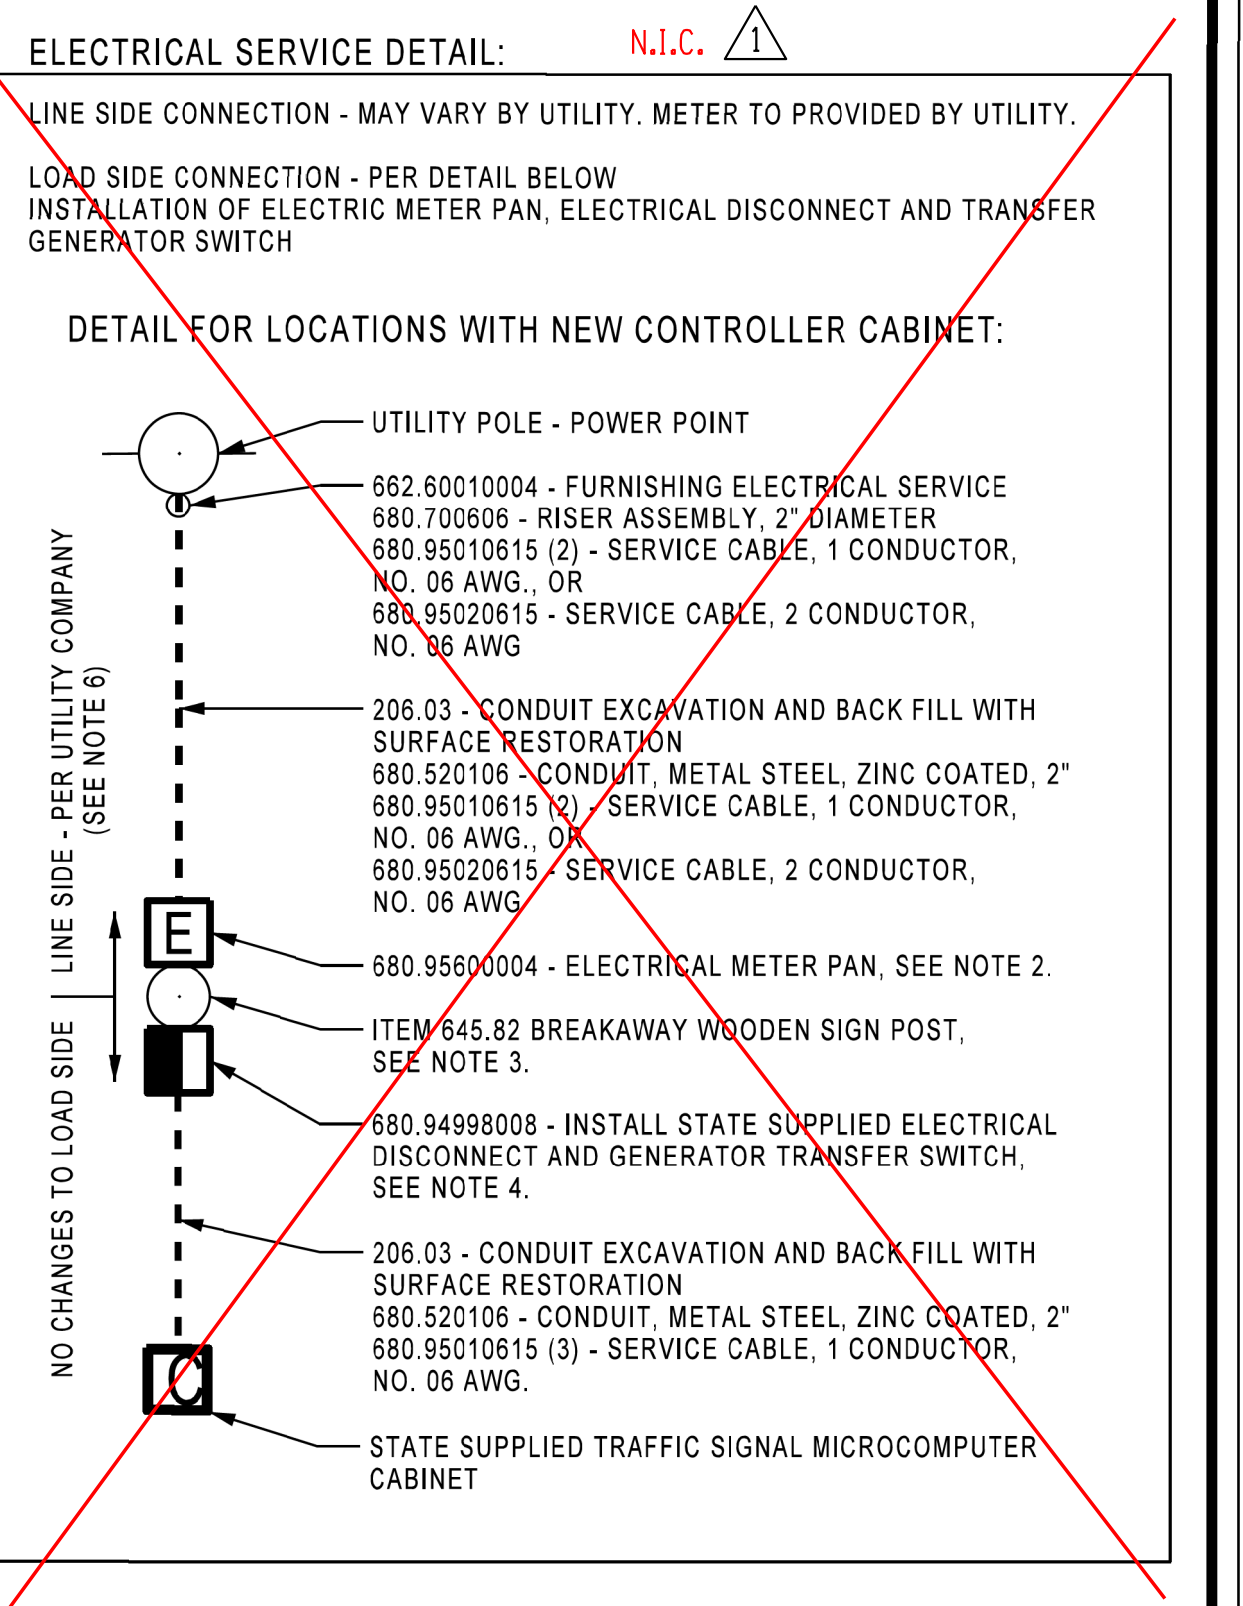 ELECTRICAL SERVICE DETAIL:
N.I.C. 1
LINE SIDE CONNECTION - MAY VARY BY UTILITY. METER TO PROVIDED BY UTILITY.
LOAD SIDE CONNECTION - PER DETAIL BELOW
INSTALLATION OF ELECTRIC METER PAN, ELECTRICAL DISCONNECT AND TRANSFER
GENERATOR SWITCH
DETAIL FOR LOCATIONS WITH NEW CONTROLLER CABINET:
UTILITY POLE - POWER POINT
662.60010004 - FURNISHING ELECTRICAL SERVICE
680.700606 - RISER ASSEMBLY, 2" DIAMETER
680.95010615 (2) - SERVICE CABLE, 1 CONDUCTOR,
NO. 06 AWG., OR
680.95020615 - SERVICE CABLE, 2 CONDUCTOR,
NO. 06 AWG
206.03 - CONDUIT EXCAVATION AND BACK FILL WITH
SURFACE RESTORATION
680.520106 - CONDUIT, METAL STEEL, ZINC COATED, 2"
680.95010615 (2) - SERVICE CABLE, 1 CONDUCTOR,
NO. 06 AWG., OR
680.95020615 - SERVICE CABLE, 2 CONDUCTOR,
NO. 06 AWG
E
680.95600004 - ELECTRICAL METER PAN, SEE NOTE 2.
ITEM 645.82 BREAKAWAY WOODEN SIGN POST,
SEE NOTE 3.
680.94998008 - INSTALL STATE SUPPLIED ELECTRICAL
DISCONNECT AND GENERATOR TRANSFER SWITCH,
SEE NOTE 4.
206.03 - CONDUIT EXCAVATION AND BACK FILL WITH
SURFACE RESTORATION
680.520106 - CONDUIT, METAL STEEL, ZINC COATED, 2"
680.95010615 (3) - SERVICE CABLE, 1 CONDUCTOR,
NO. 06 AWG.
C
STATE SUPPLIED TRAFFIC SIGNAL MICROCOMPUTER
CABINET
LINE SIDE - PER UTILITY COMPANY
(SEE NOTE 6)
NO CHANGES TO LOAD SIDE